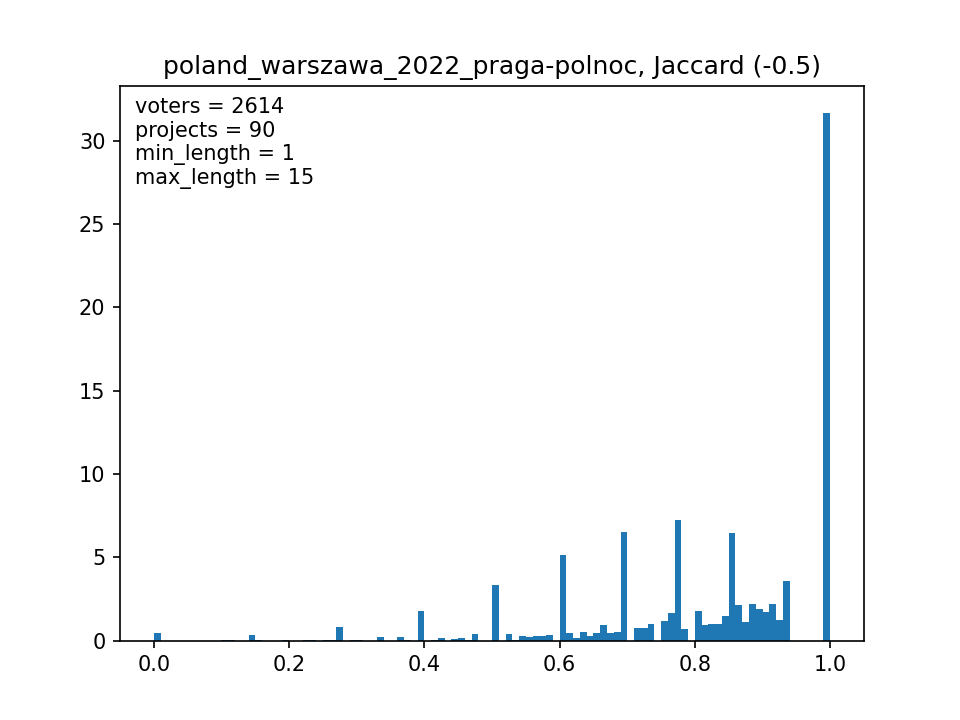 poland_warszawa_2022_praga-polnoc, Jaccard (-0.5)
voters = 2614
projects = 90
min_length = 1
max_length = 15
30
25
20
15
10
5
0
0.0 0.2 0.4 0.6 0.8 1.0